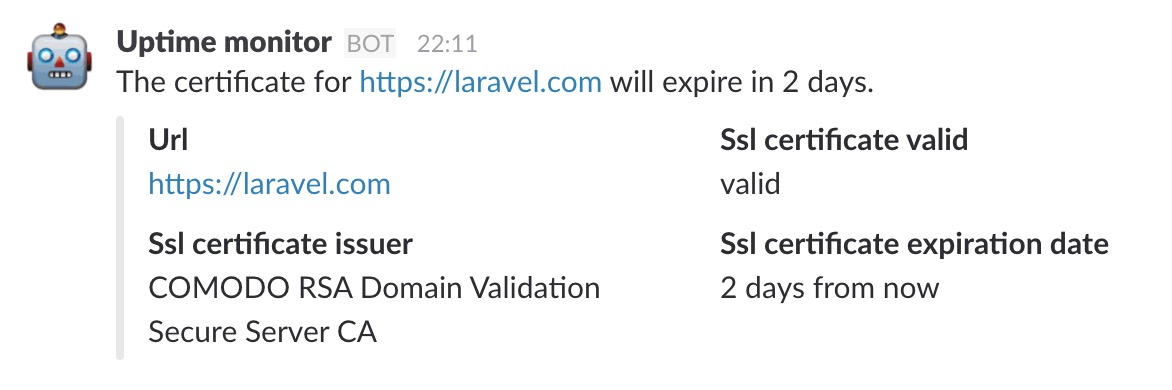 Uptime monitor BOT 22:11
The certificate for https://laravel.com will expire in 2 days.
Url
https://laravel.com
Ssl certificate valid
valid
Ssl certificate issuer
COMODO RSA Domain Validation
Secure Server CA
Ssl certificate expiration date
2 days from now